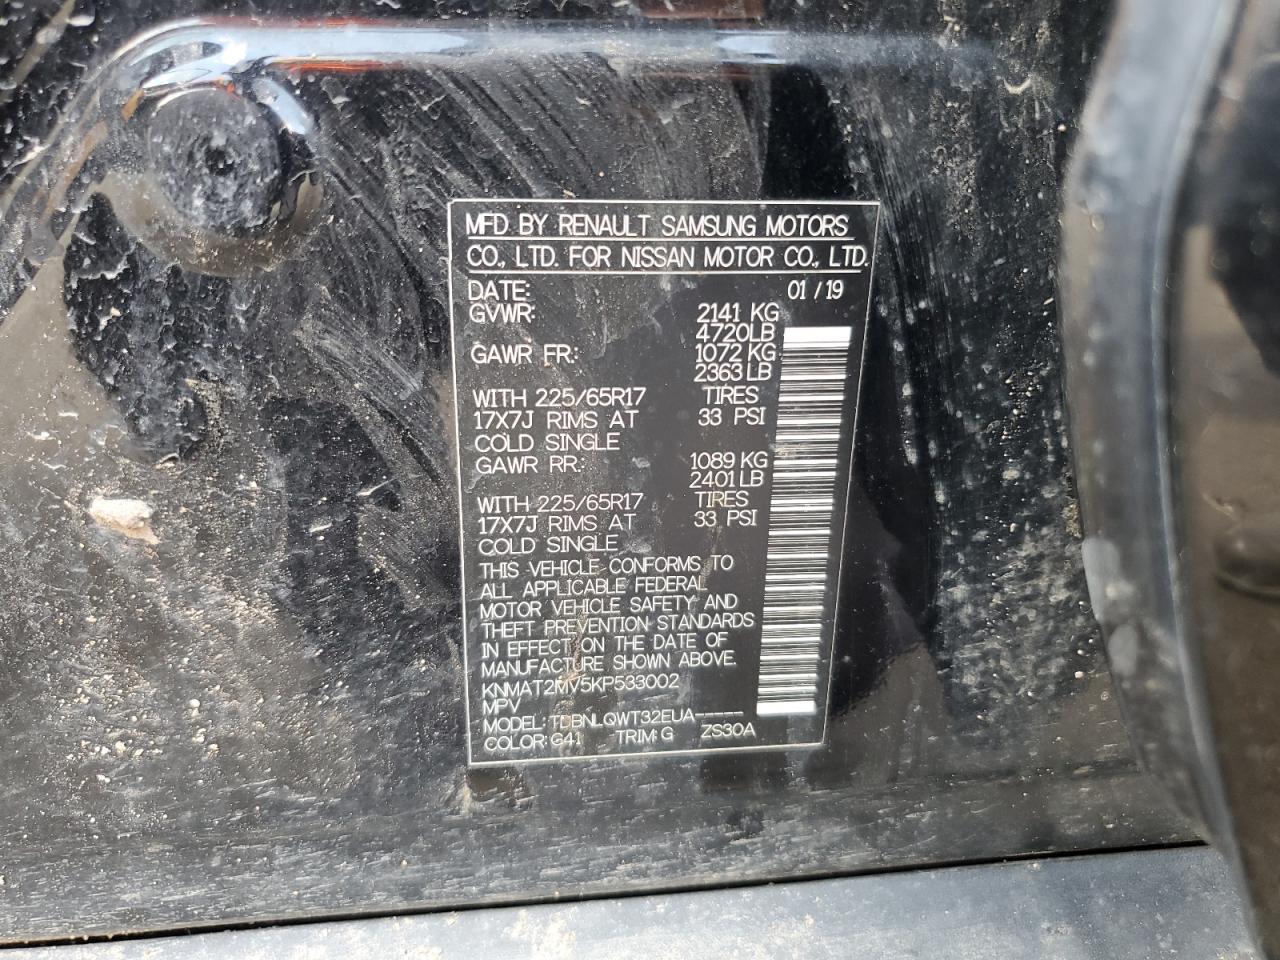 MFD BY RENAULT SAMSUNG MOTORS
CO., LTD. FOR NISSAN MOTOR CO., LTD.
DATE: 01 / 19
GVWR: 2141 KG
4720LB
GAWR FR: 1072 KG
2363 LB
WITH 225/65R17 TIRES
17X7J RIMS AT 33 PSI
COLD SINGLE
GAWR RR: 1089 KG
2401 LB
WITH 225/65R17 TIRES
17X7J RIMS AT 33 PSI
COLD SINGLE
THIS VEHICLE CONFORMS TO
ALL APPLICABLE FEDERAL
MOTOR VEHICLE SAFETY AND
THEFT PREVENTION STANDARDS
IN EFFECT ON THE DATE OF
MANUFACTURE SHOWN ABOVE.
KNMAT2MV5KP533002
MPV
MODEL: TDBNLQWT32EUA-----
COLOR: G41 TRIM: G ZS30A